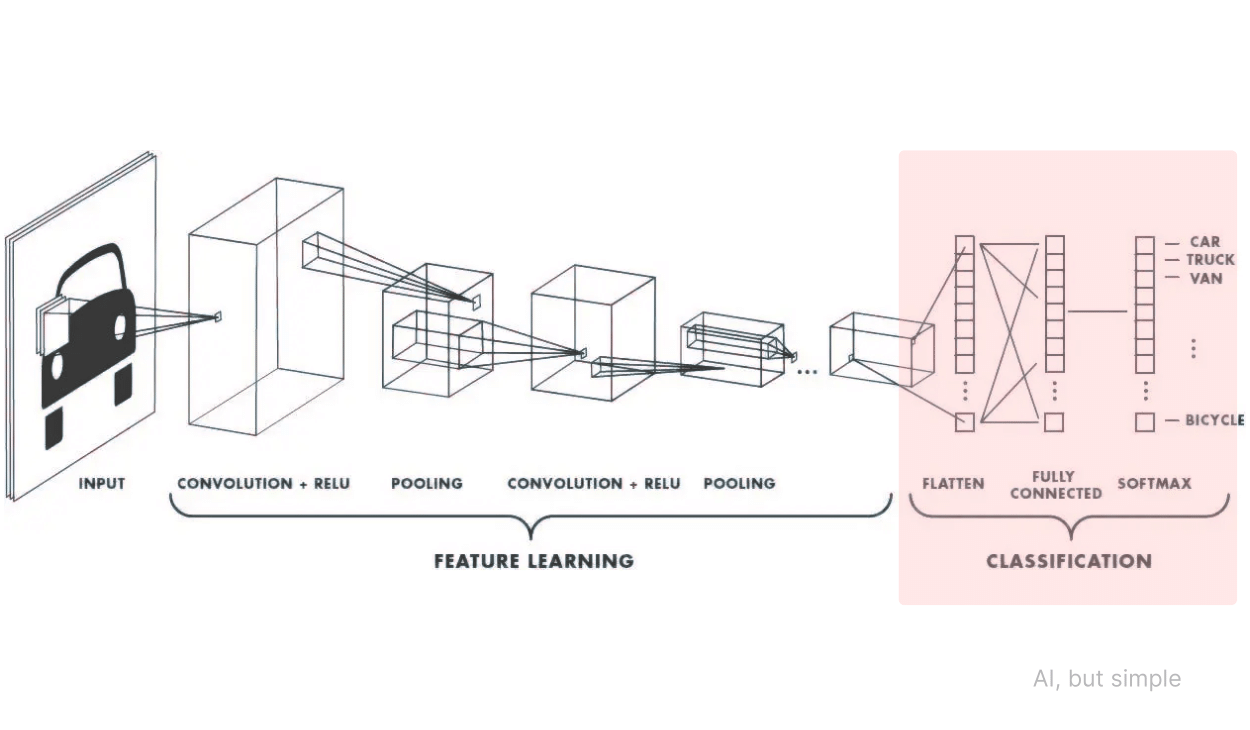 CAR
TRUCK
VAN
BICYCLE
INPUT
CONVOLUTION + RELU
POOLING
CONVOLUTION + RELU
POOLING
FLATTEN
FULLY
CONNECTED
SOFTMAX
FEATURE LEARNING
CLASSIFICATION
AI, but simple